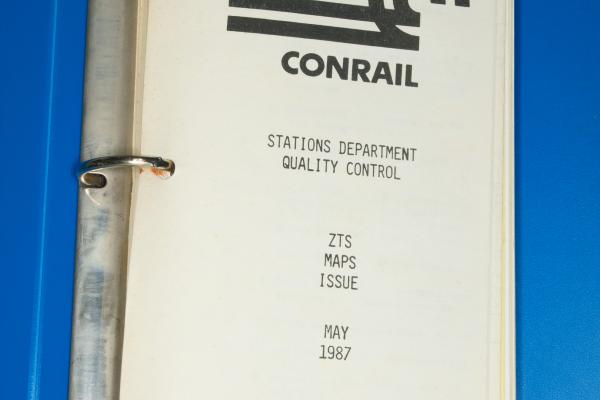 CONRAIL
STATIONS DEPARTMENT
QUALITY CONTROL
ZTS
MAPS
ISSUE
MAY
1987